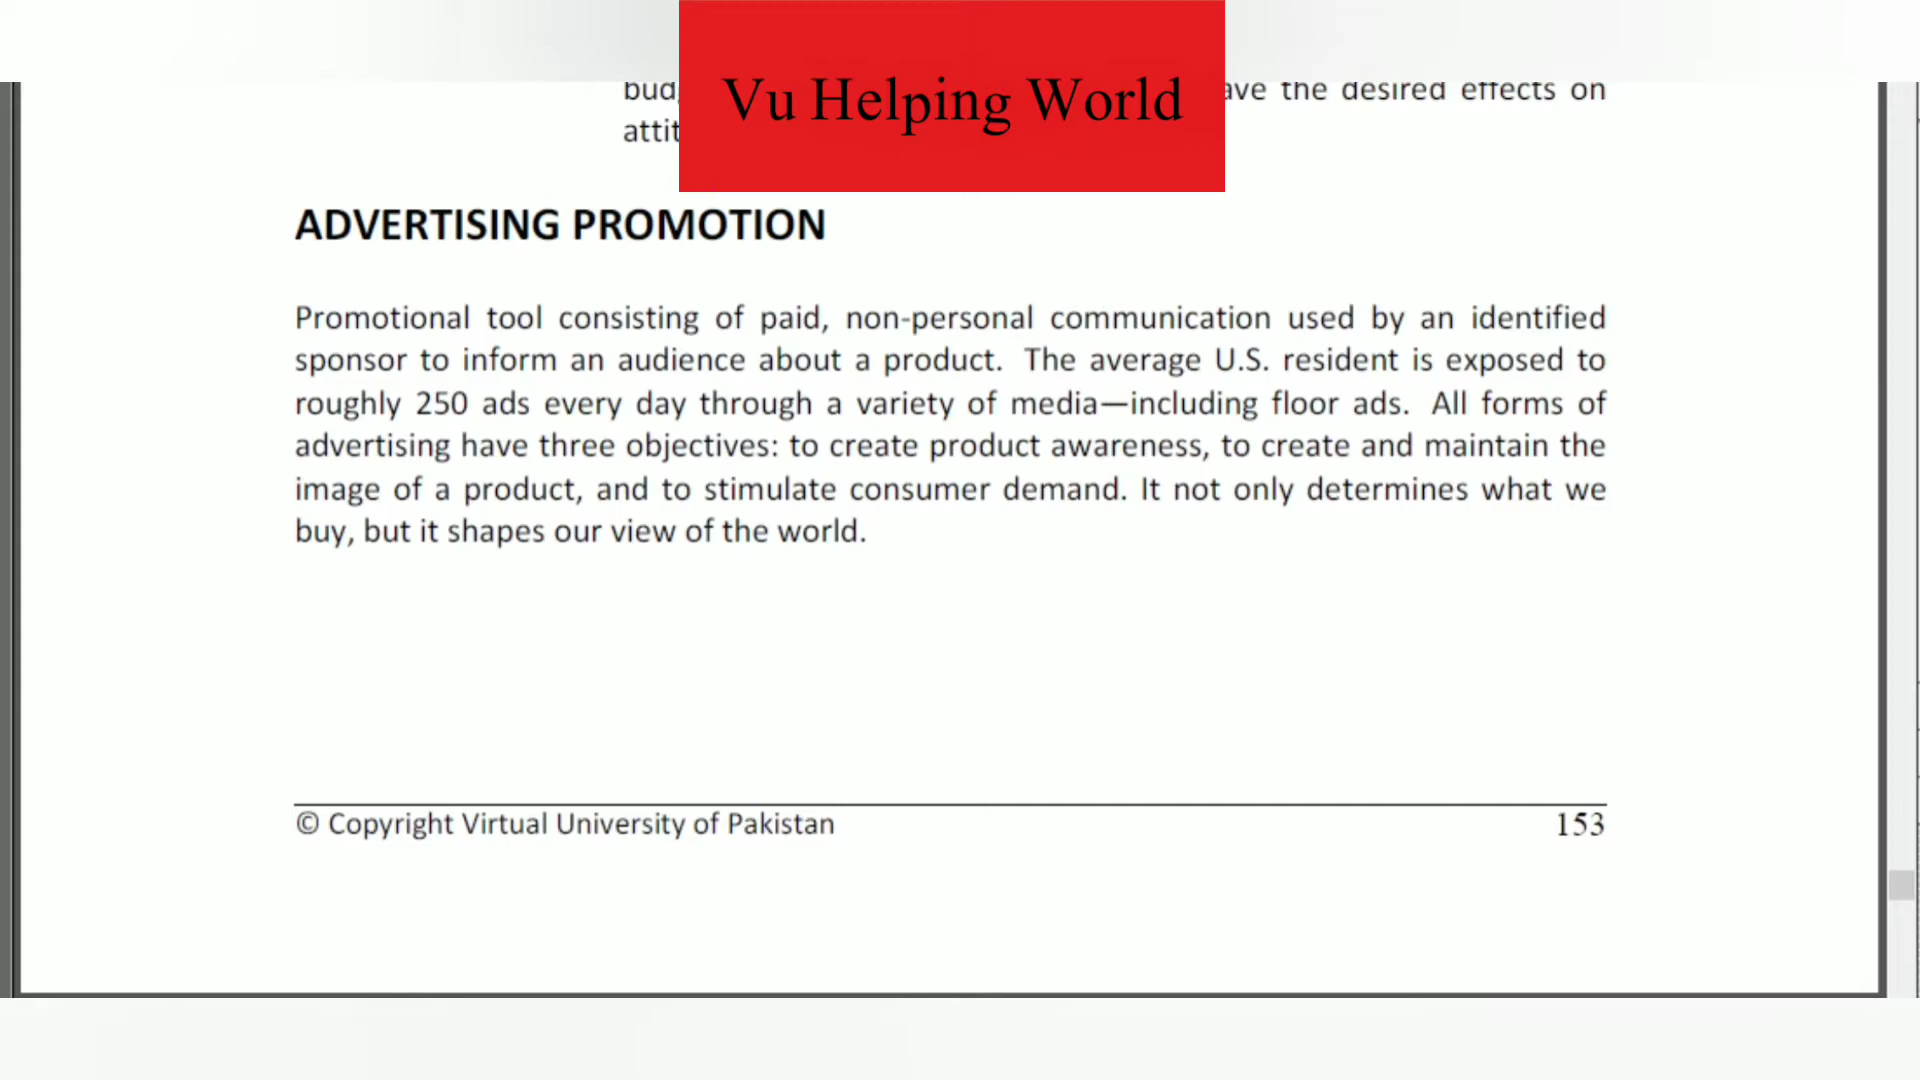 Vu Helping World
the desired effects on
ADVERTISING PROMOTION
Promotional tool consisting of paid, non-personal communication used by an identified
sponsor to inform an audience about a product. The average U.S. resident is exposed to
roughly 250 ads every day through a variety of media—including floor ads. All forms of
advertising have three objectives: to create product awareness, to create and maintain the
image of a product, and to stimulate consumer demand. It not only determines what we
buy, but it shapes our view of the world.
© Copyright Virtual University of Pakistan 153